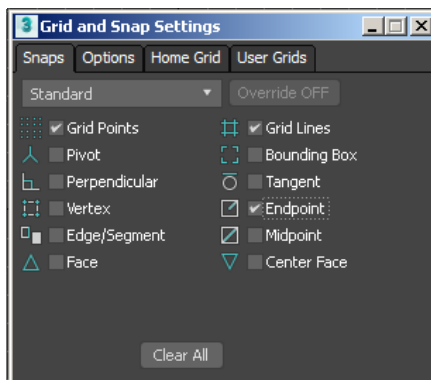 Grid and Snap Settings
Snaps Options Home Grid User Grids
Standard Override OFF
Grid Points Grid Lines
Pivot Bounding Box
Perpendicular Tangent
Vertex Endpoint
Edge/Segment Midpoint
Face Center Face
Clear All